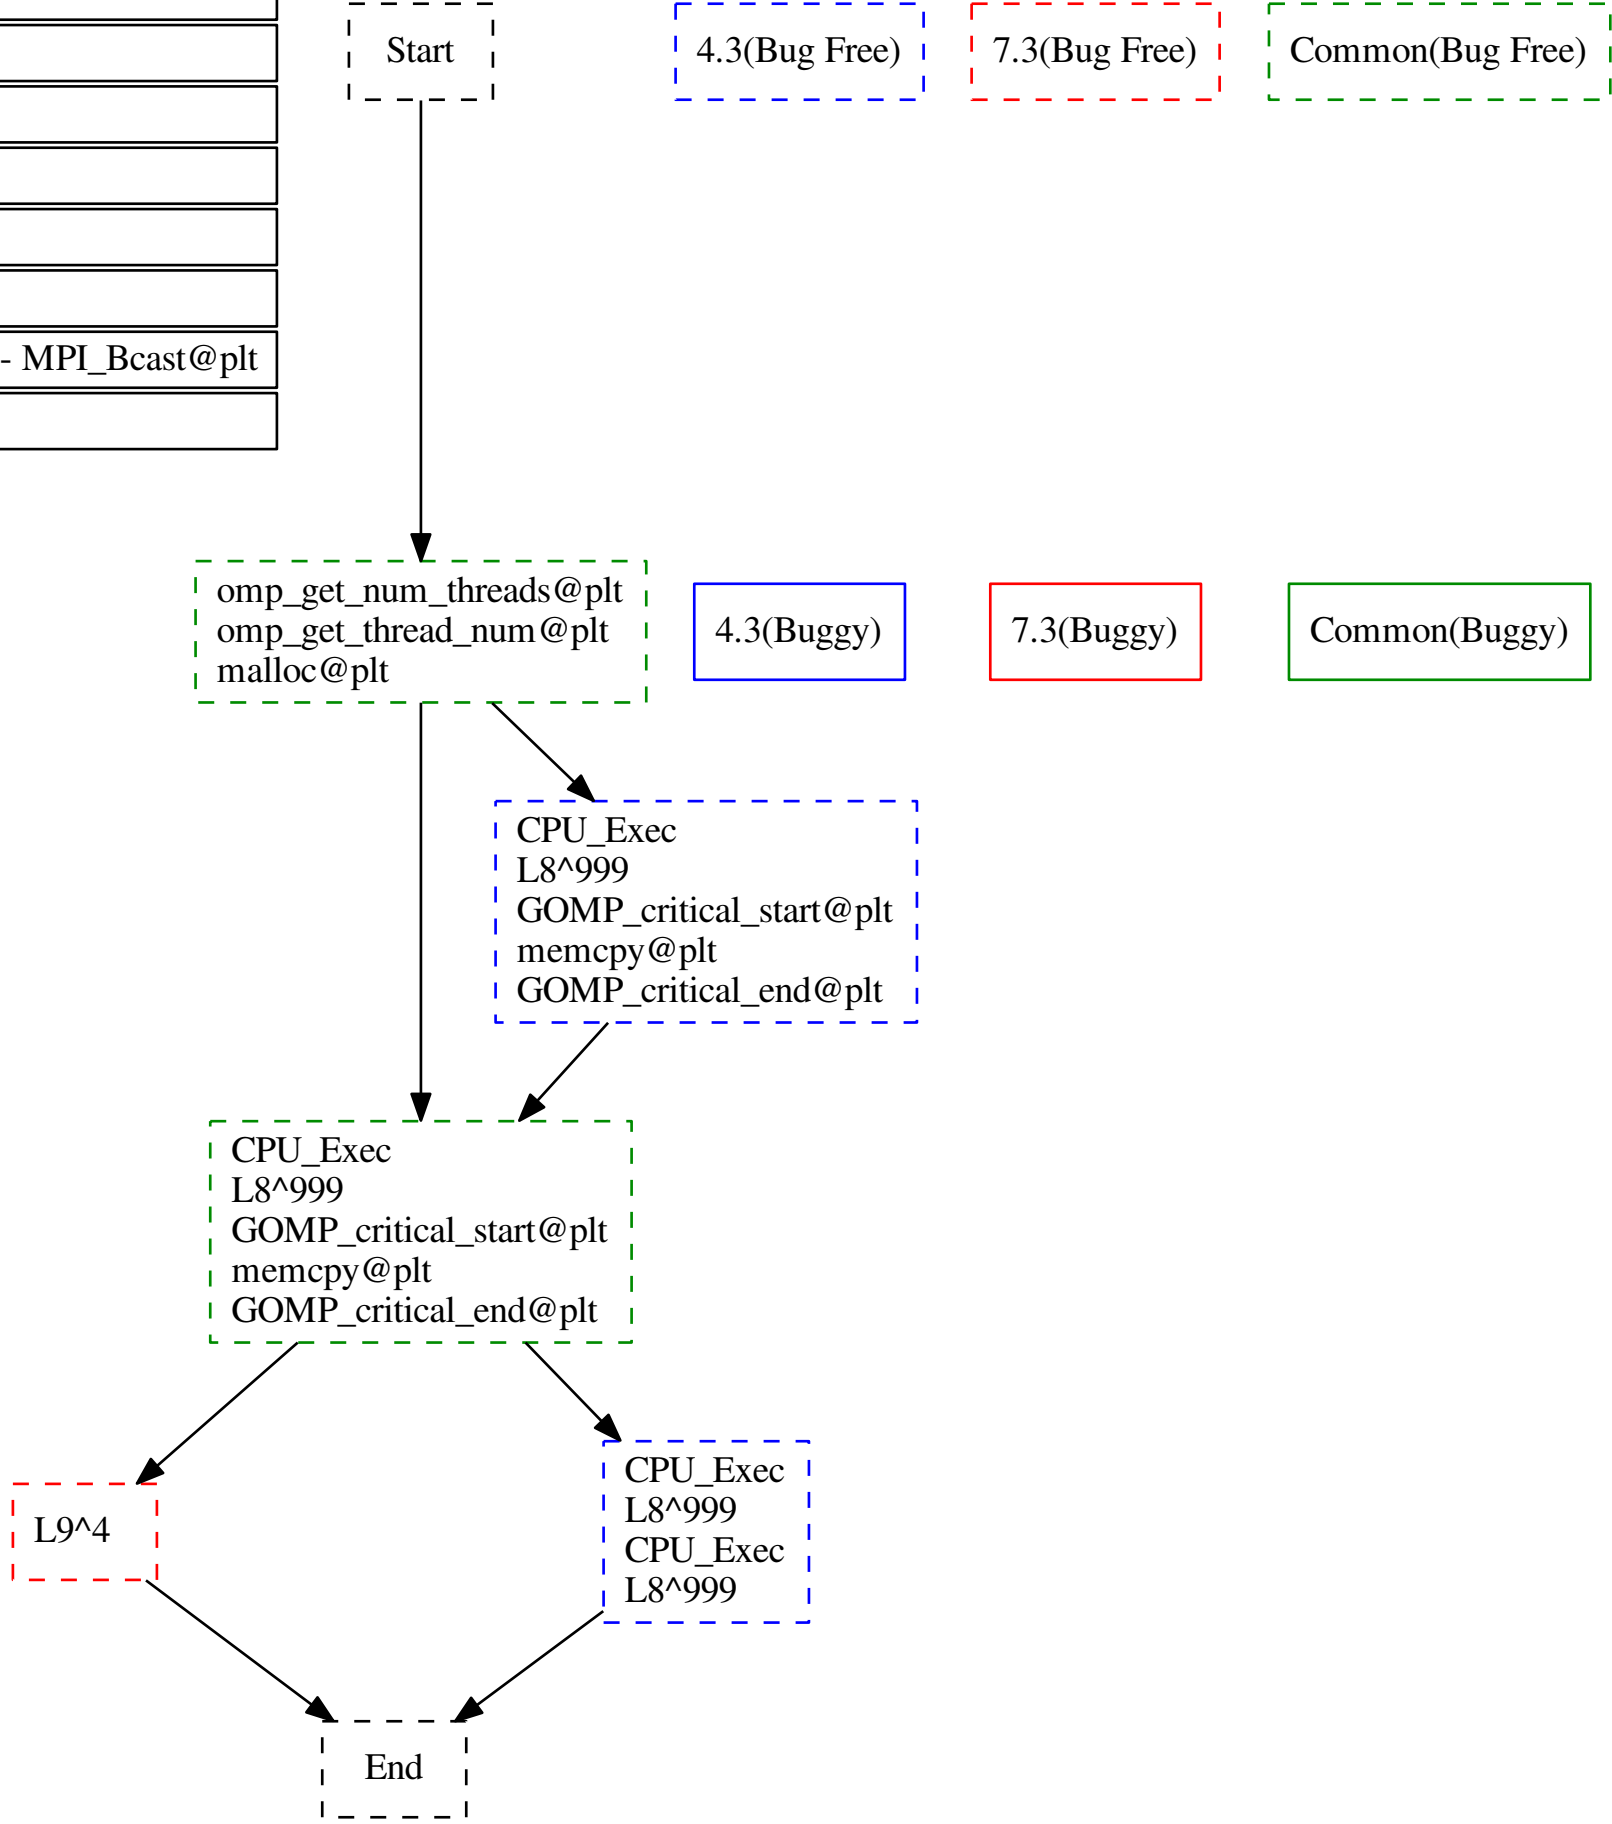 Start
4.3(Bug Free)
7.3(Bug Free)
Common(Bug Free)
- MPI_Bcast@plt
omp_get_num_threads@plt
omp_get_thread_num@plt
malloc@plt
4.3(Buggy)
7.3(Buggy)
Common(Buggy)
CPU_Exec
L8^999
GOMP_critical_start@plt
memcpy@plt
GOMP_critical_end@plt
CPU_Exec
L8^999
GOMP_critical_start@plt
memcpy@plt
GOMP_critical_end@plt
L9^4
CPU_Exec
L8^999
CPU_Exec
L8^999
End